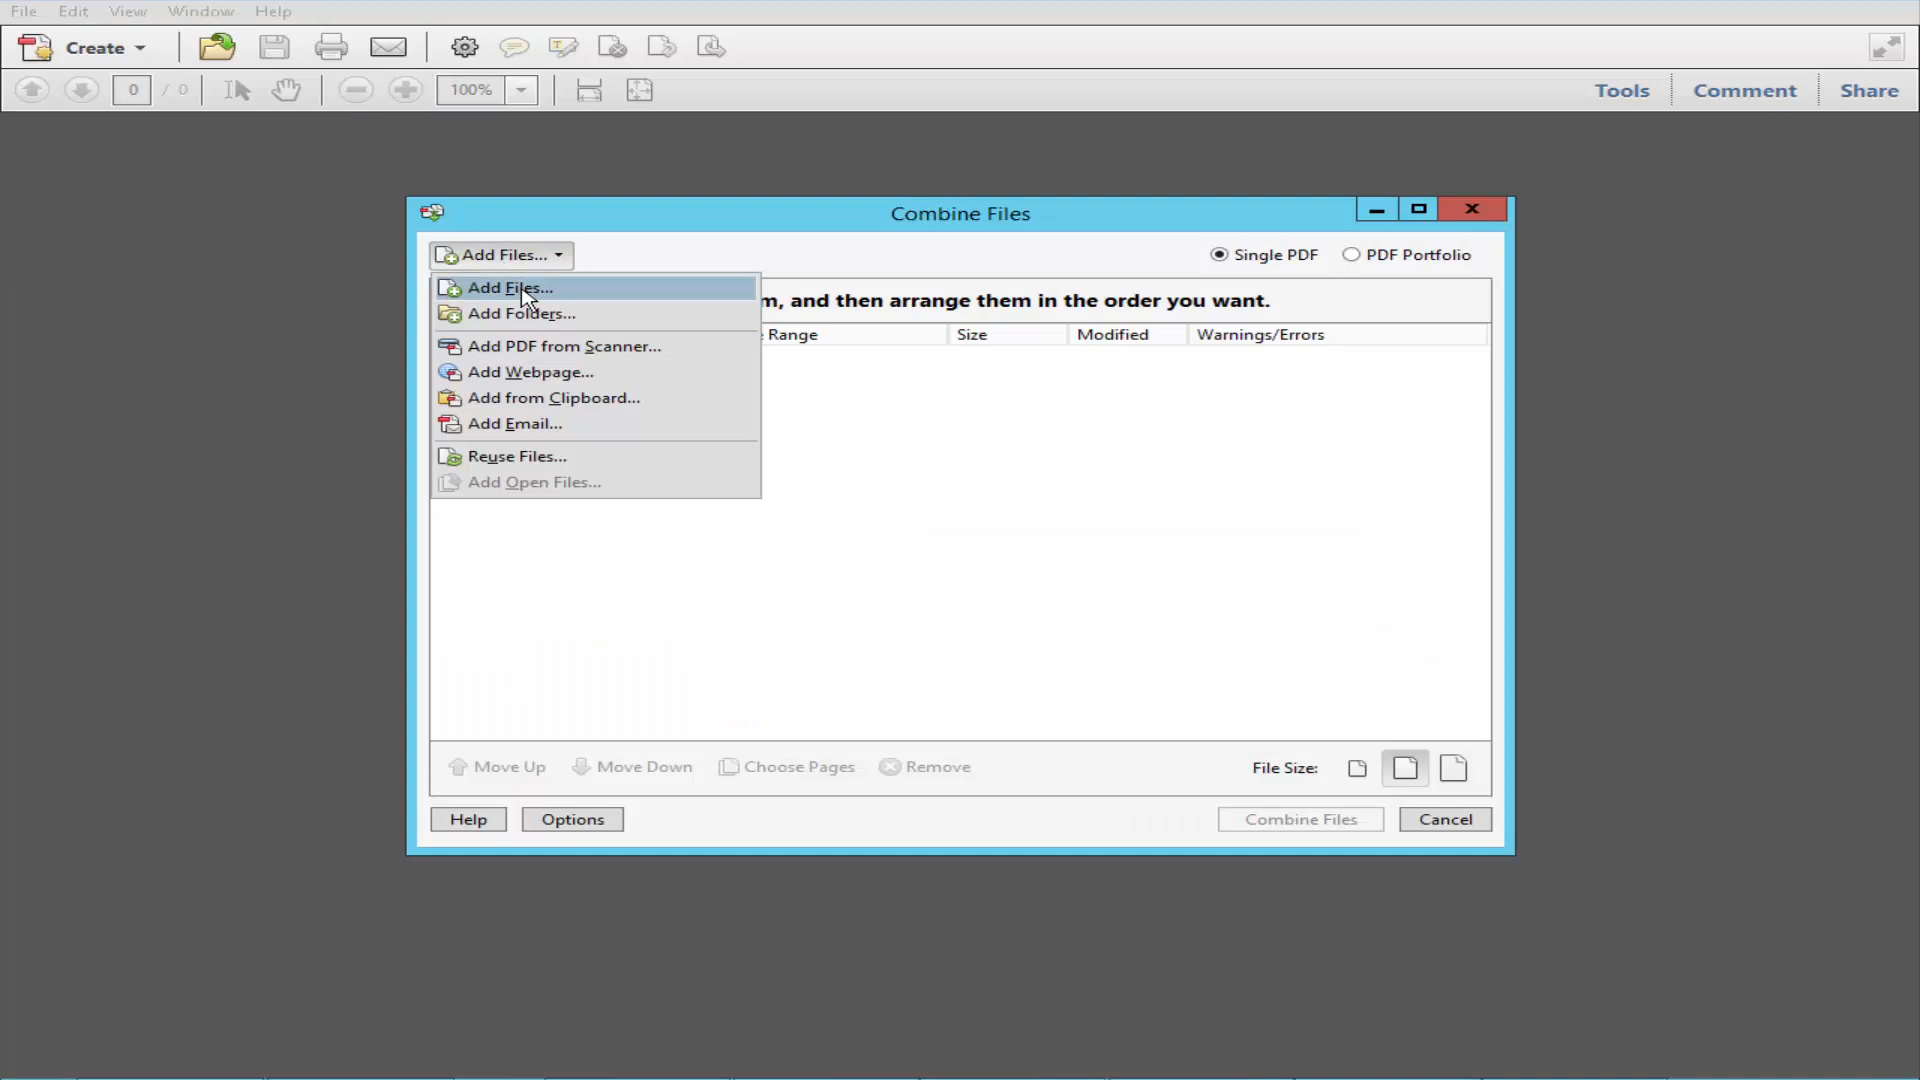 File Edit View Window Help
Create
0 / 0 100% Tools Comment Share
Combine Files
Add Files... Single PDF PDF Portfolio
Add Files...
m, and then arrange them in the order you want.
Add Folders...
Range Size Modified Warnings/Errors
Add PDF from Scanner...
Add Webpage...
Add from Clipboard...
Add Email...
Reuse Files...
Add Open Files...
Move Up Move Down Choose Pages Remove File Size:
Help Options Combine Files Cancel